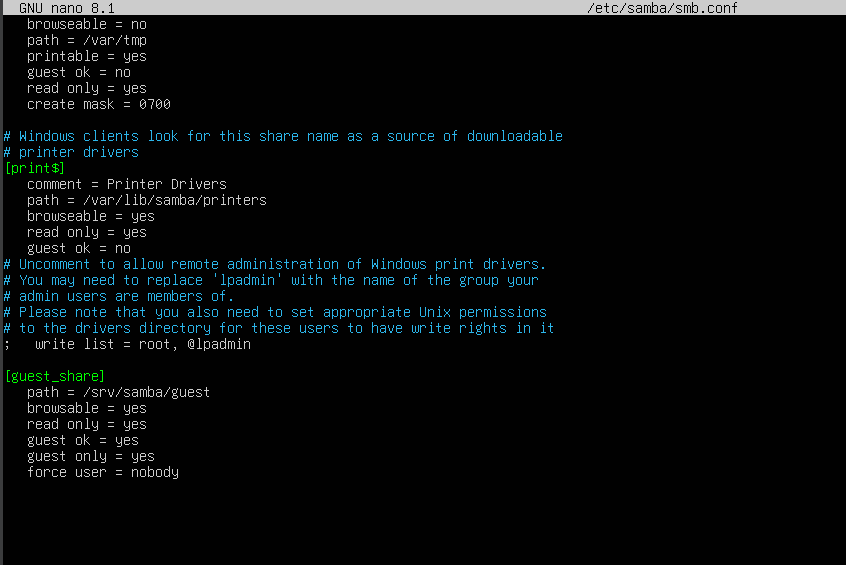 GNU nano 8.1 /etc/samba/smb.conf
browseable = no
path = /var/tmp
printable = yes
guest ok = no
read only = yes
create mask = 0700
# Windows clients look for this share name as a source of downloadable
# printer drivers
[print$]
comment = Printer Drivers
path = /var/lib/samba/printers
browseable = yes
read only = yes
guest ok = no
# Uncomment to allow remote administration of Windows print drivers.
# You may need to replace 'lpadmin' with the name of the group your
# admin users are members of.
# Please note that you also need to set appropriate Unix permissions
# to the drivers directory for these users to have write rights in it
;   write list = root, @lpadmin
[guest_share]
path = /srv/samba/guest
browsable = yes
read only = yes
guest ok = yes
guest only = yes
force user = nobody